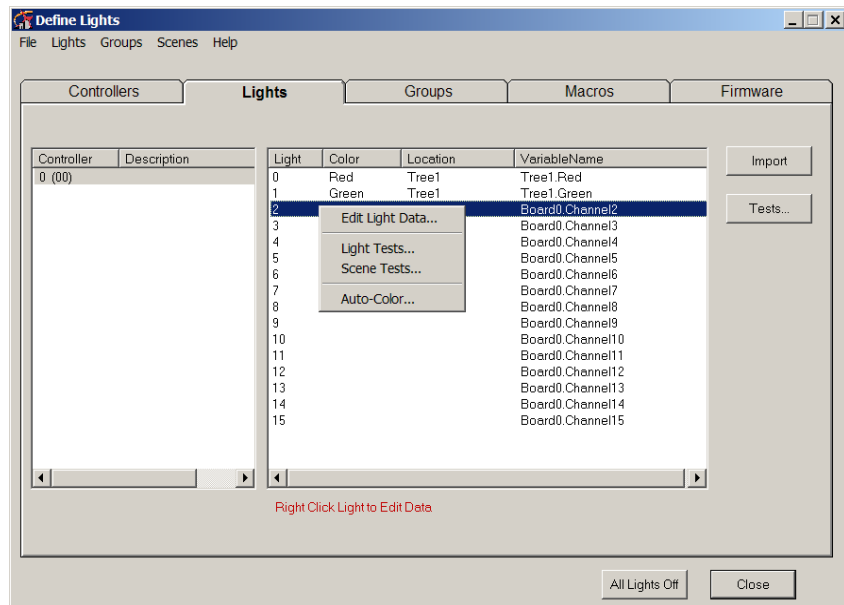 Define Lights
File Lights Groups Scenes Help
Controllers Lights Groups Macros Firmware
Controller Description Light Color Location VariableName Import
0 (00) 0 Red Tree1 Tree1.Red
1 Green Tree1 Tree1.Green
2 Board0.Channel2 Tests...
Edit Light Data...
3 Board0.Channel3
4 Board0.Channel4
Light Tests...
5 Board0.Channel5
Scene Tests...
6 Board0.Channel6
7 Board0.Channel7
Auto-Color...
8 Board0.Channel8
9 Board0.Channel9
10 Board0.Channel10
11 Board0.Channel11
12 Board0.Channel12
13 Board0.Channel13
14 Board0.Channel14
15 Board0.Channel15
Right Click Light to Edit Data
All Lights Off Close